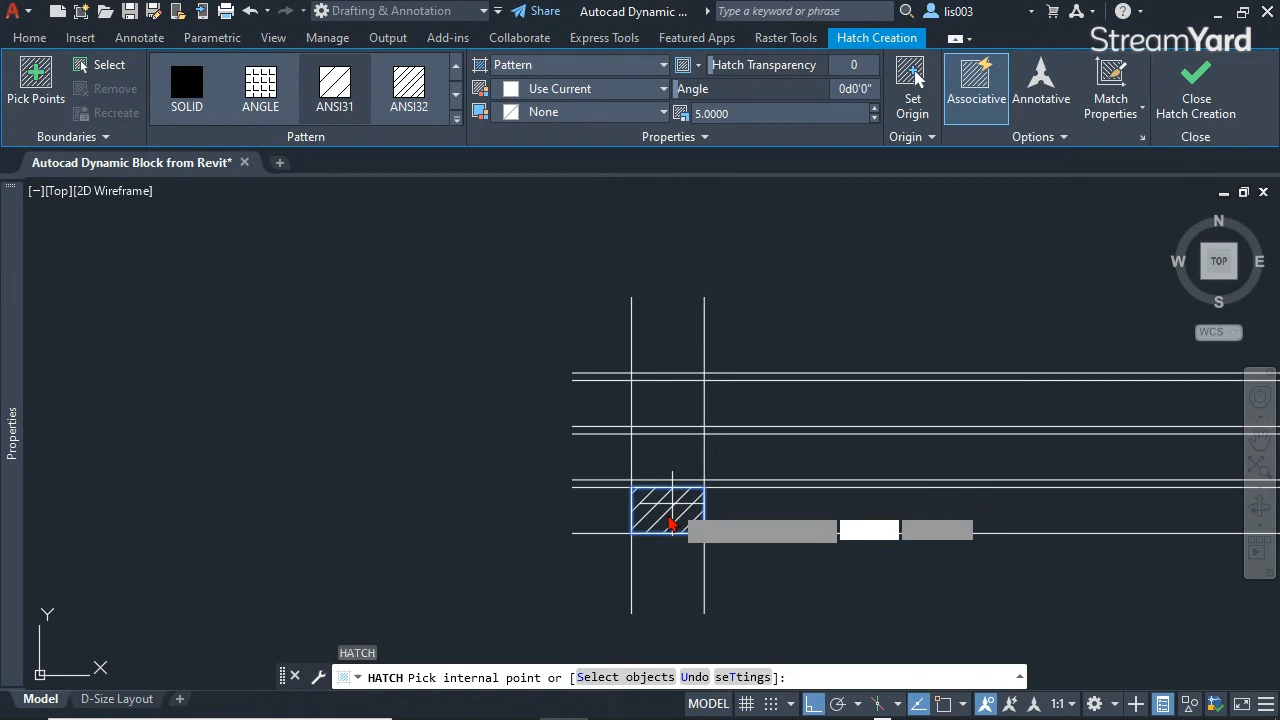 Drafting & Annotation
Share
Autocad Dynamic ...
Type a keyword or phrase
lis003
StreamYard
Home
Insert
Annotate
Parametric
View
Manage
Output
Add-ins
Collaborate
Express Tools
Featured Apps
Raster Tools
Hatch Creation
Pick Points
Select
Remove
Recreate
Boundaries
SOLID
ANGLE
ANSI31
ANSI32
Pattern
Pattern
Use Current
None
Hatch Transparency 0
Angle 0d0'0"
5.0000
Properties
Set Origin
Origin
Associative
Annotative
Match Properties
Options
Close Hatch Creation
Close
Autocad Dynamic Block from Revit*
[−][Top][2D Wireframe]
N
W
TOP
E
S
WCS
Properties
Y
X
HATCH
HATCH Pick internal point or [Select objects Undo seTtings]:
Model
D-Size Layout
MODEL
1:1